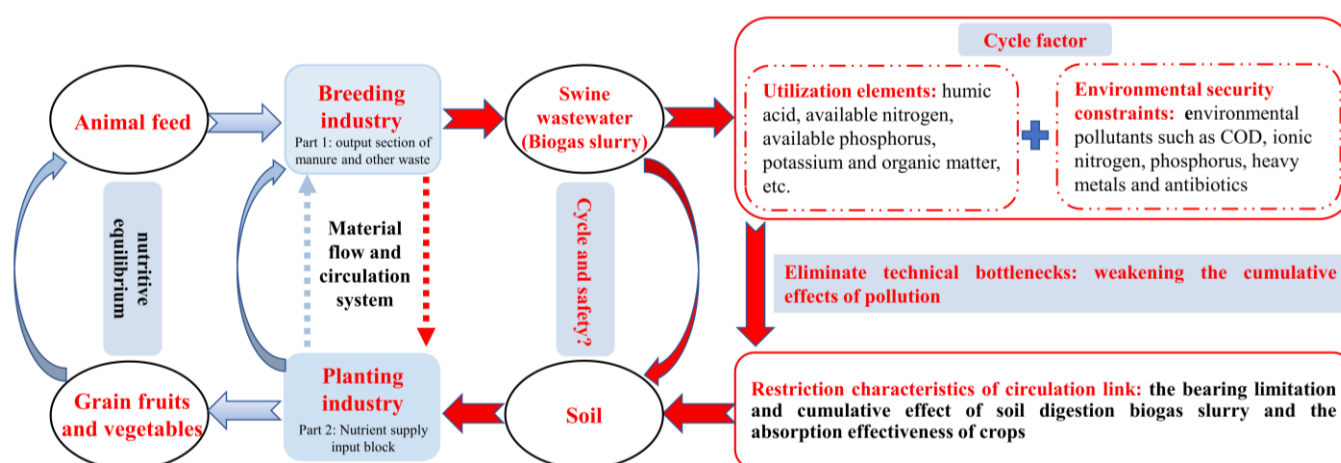 Animal feed
nutritive
equilibrium
Grain fruits
and vegetables
Breeding
industry
Part 1: output section of
manure and other waste
Material
flow and
circulation
system
Planting
industry
Part 2: Nutrient supply
input block
Swine
wastewater
(Biogas slurry)
Cycle and safety?
Soil
Cycle factor
Utilization elements: humic
acid, available nitrogen,
available phosphorus,
potassium and organic matter,
etc.
Environmental security
constraints: environmental
pollutants such as COD, ionic
nitrogen, phosphorus, heavy
metals and antibiotics
Eliminate technical bottlenecks: weakening the cumulative
effects of pollution
Restriction characteristics of circulation link: the bearing limitation
and cumulative effect of soil digestion biogas slurry and the
absorption effectiveness of crops